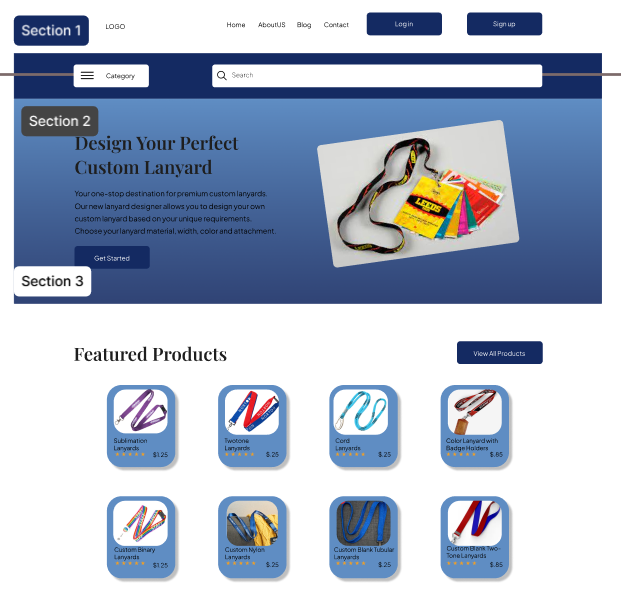 Section 1
LOGO
Home
AboutUS
Blog
Contact
Log in
Sign up
Category
Search
Section 2
Design Your Perfect
Custom Lanyard
Your one-stop destination for premium custom lanyards.
Our new lanyard designer allows you to design your own
custom lanyard based on your unique requirements.
Choose your lanyard material, width, color and attachment.
LEEDS
Get Started
Section 3
Featured Products
View All Products
Sublimation
Lanyards
$1.25
Twotone
Lanyards
$.25
Cord
Lanyards
$.25
Color Lanyard with
Badge Holders
$.85
Custom Binary
Lanyards
$1.25
Custom Nylon
Lanyards
$.25
Custom Blank Tubular
Lanyards
$.25
Custom Blank Two-
Tone Lanyards
$.85